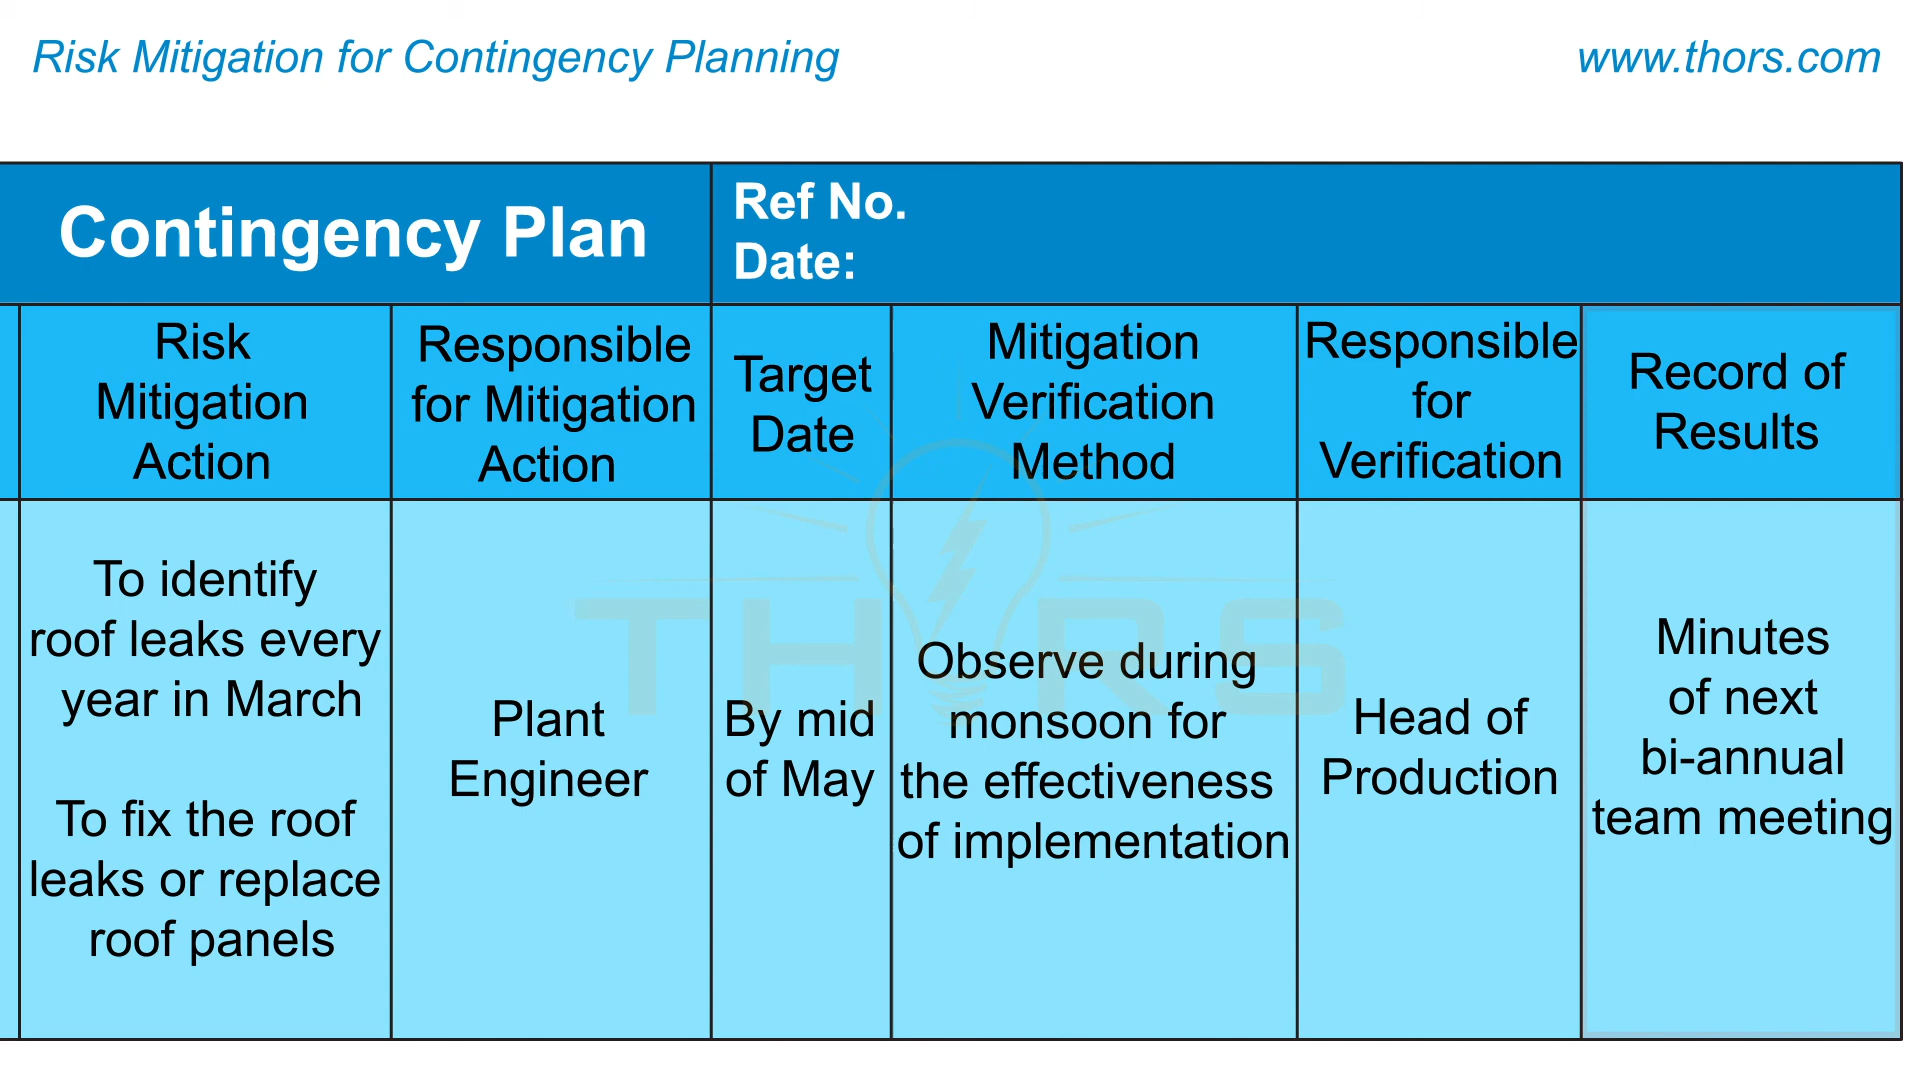 Risk Mitigation for Contingency Planning
www.thors.com
Contingency Plan
Ref No.
Date:
Risk
Mitigation
Action
Responsible
for Mitigation
Action
Target
Date
Mitigation
Verification
Method
Responsible
for
Verification
Record of
Results
To identify
roof leaks every
year in March
To fix the roof
leaks or replace
roof panels
Plant
Engineer
By mid
of May
Observe during
monsoon for
the effectiveness
of implementation
Head of
Production
Minutes
of next
bi-annual
team meeting
THORS